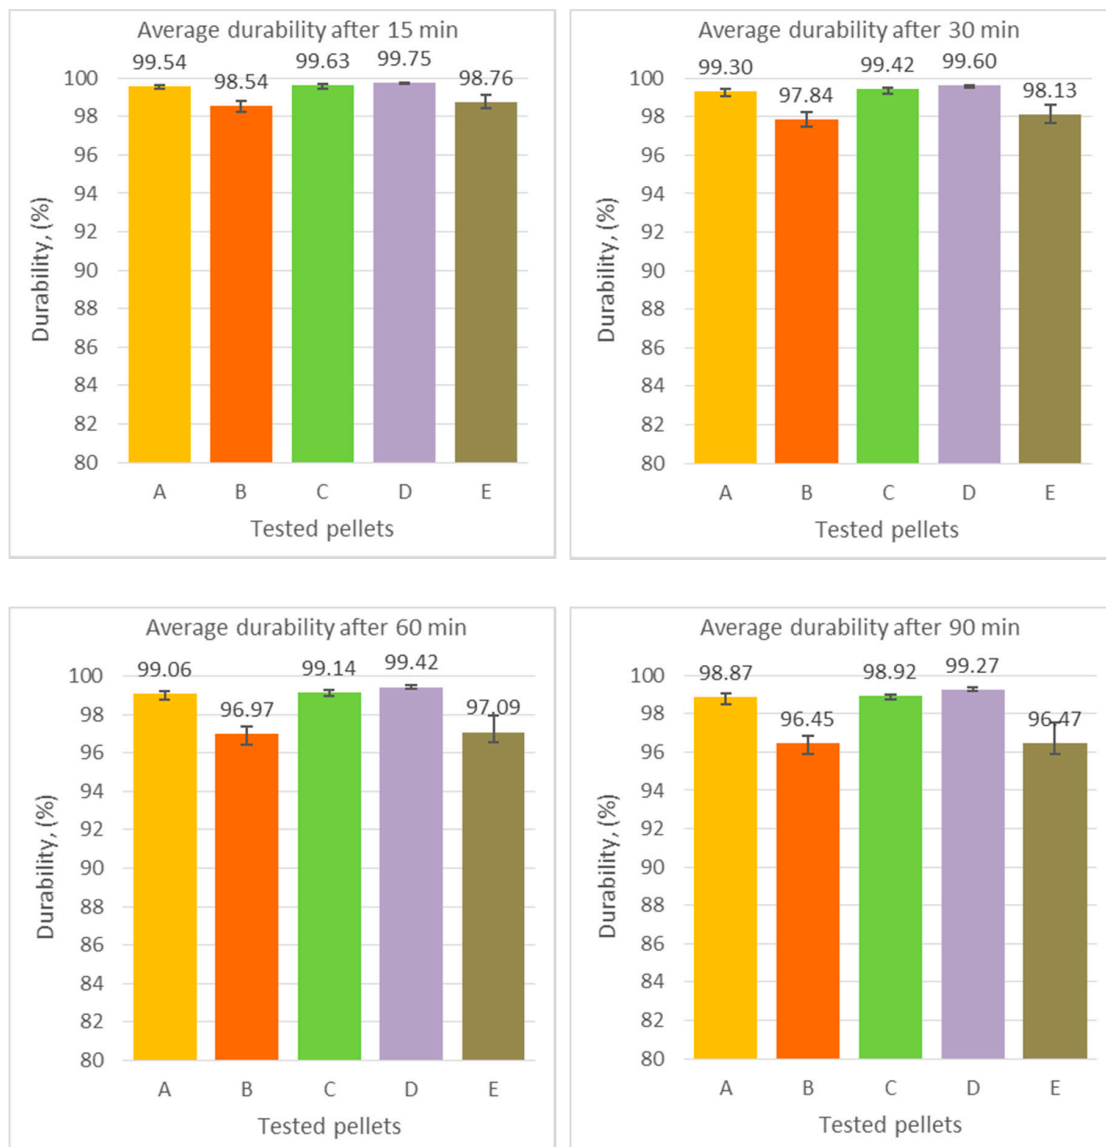 Average durability after 15 min
99.54 98.54 99.63 99.75 98.76
100
98
96
94
92
90
88
86
84
82
80
Durability, (%)
A B C D E
Tested pellets
Average durability after 30 min
99.30 97.84 99.42 99.60 98.13
100
98
96
94
92
90
88
86
84
82
80
Durability, (%)
A B C D E
Tested pellets
Average durability after 60 min
99.06 96.97 99.14 99.42 97.09
100
98
96
94
92
90
88
86
84
82
80
Durability, (%)
A B C D E
Tested pellets
Average durability after 90 min
98.87 96.45 98.92 99.27 96.47
100
98
96
94
92
90
88
86
84
82
80
Durability, (%)
A B C D E
Tested pellets